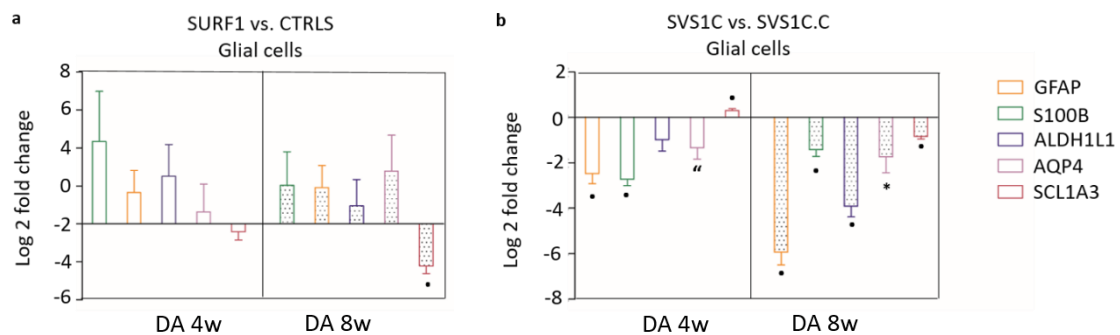 a
SURF1 vs. CTRLS
Glial cells
Log 2 fold change
8
6
4
2
0
-2
-4
-6
DA 4w
DA 8w
b
SVS1C vs. SVS1C.C
Glial cells
Log 2 fold change
2
0
-2
-4
-6
-8
“
*
DA 4w
DA 8w
GFAP
S100B
ALDH1L1
AQP4
SCL1A3